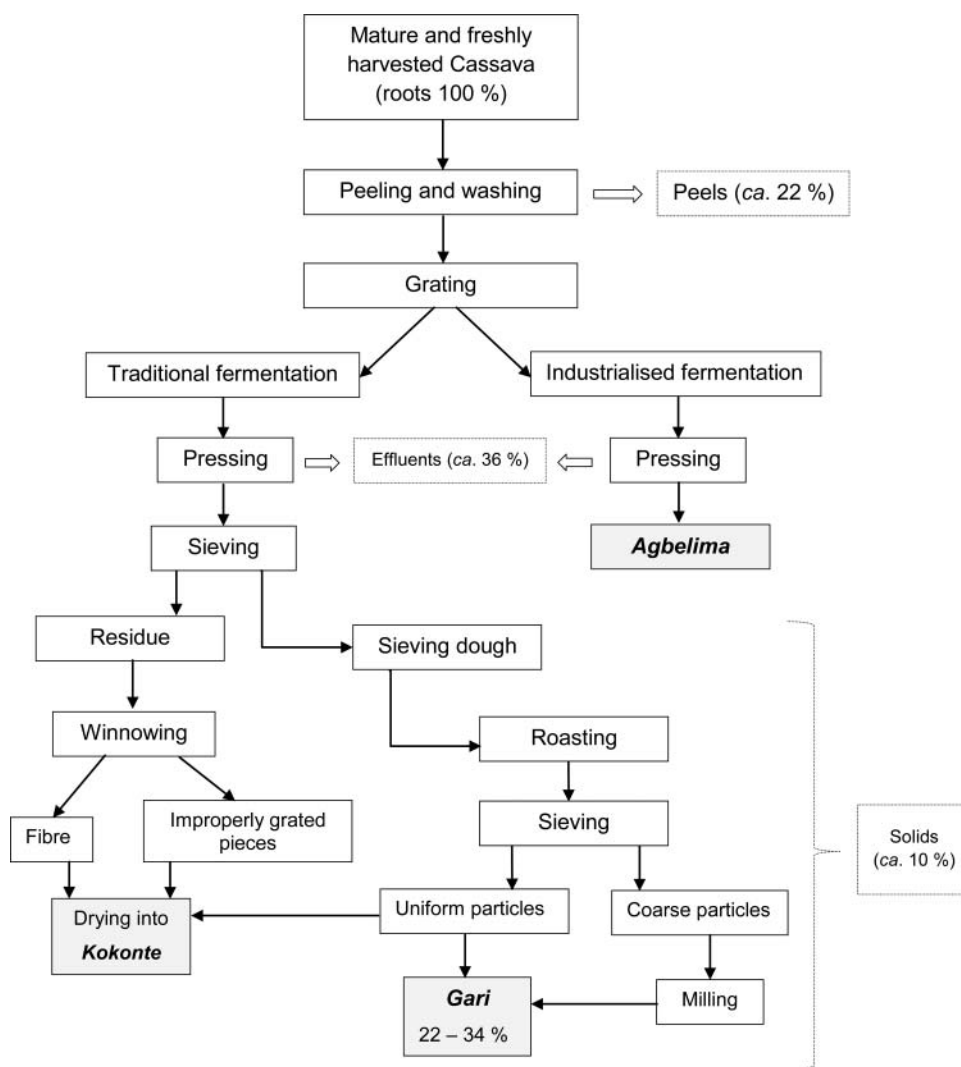 Mature and freshly
harvested Cassava
(roots 100 %)
Peeling and washing
Peels (ca. 22 %)
Grating
Traditional fermentation
Industrialised fermentation
Pressing
Effluents (ca. 36 %)
Pressing
Sieving
Agbelima
Residue
Sieving dough
Winnowing
Roasting
Fibre
Improperly grated
pieces
Sieving
Solids
(ca. 10 %)
Drying into
Kokonte
Uniform particles
Coarse particles
Gari
22 – 34 %
Milling